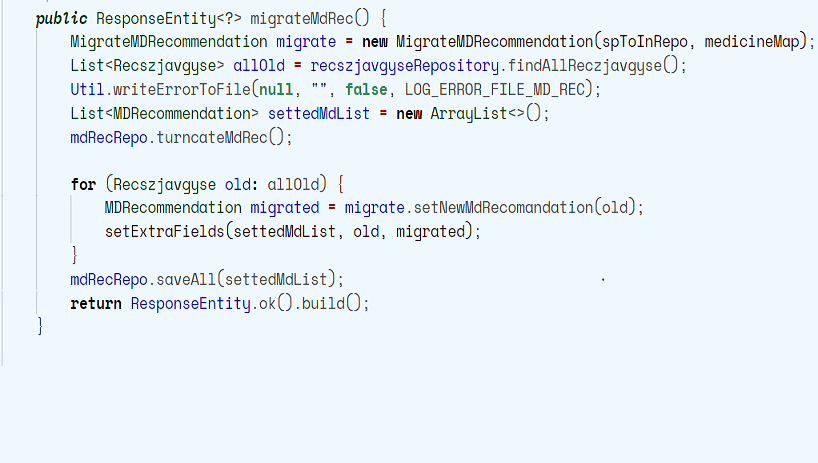 public ResponseEntity<?> migrateMdRec() {
MigrateMDRecommendation migrate = new MigrateMDRecommendation(spToInRepo, medicineMap);
List<Recszjavgyse> allOld = recszjavgyseRepository.findAllReczjavgyse();
Util.writeErrorToFile(null, "", false, LOG_ERROR_FILE_MD_REC);
List<MDRecommendation> settedMdList = new ArrayList<>();
mdRecRepo.turncateMdRec();
for (Recszjavgyse old: allOld) {
MDRecommendation migrated = migrate.setNewMdRecomandation(old);
setExtraFields(settedMdList, old, migrated);
}
mdRecRepo.saveAll(settedMdList);
return ResponseEntity.ok().build();
}